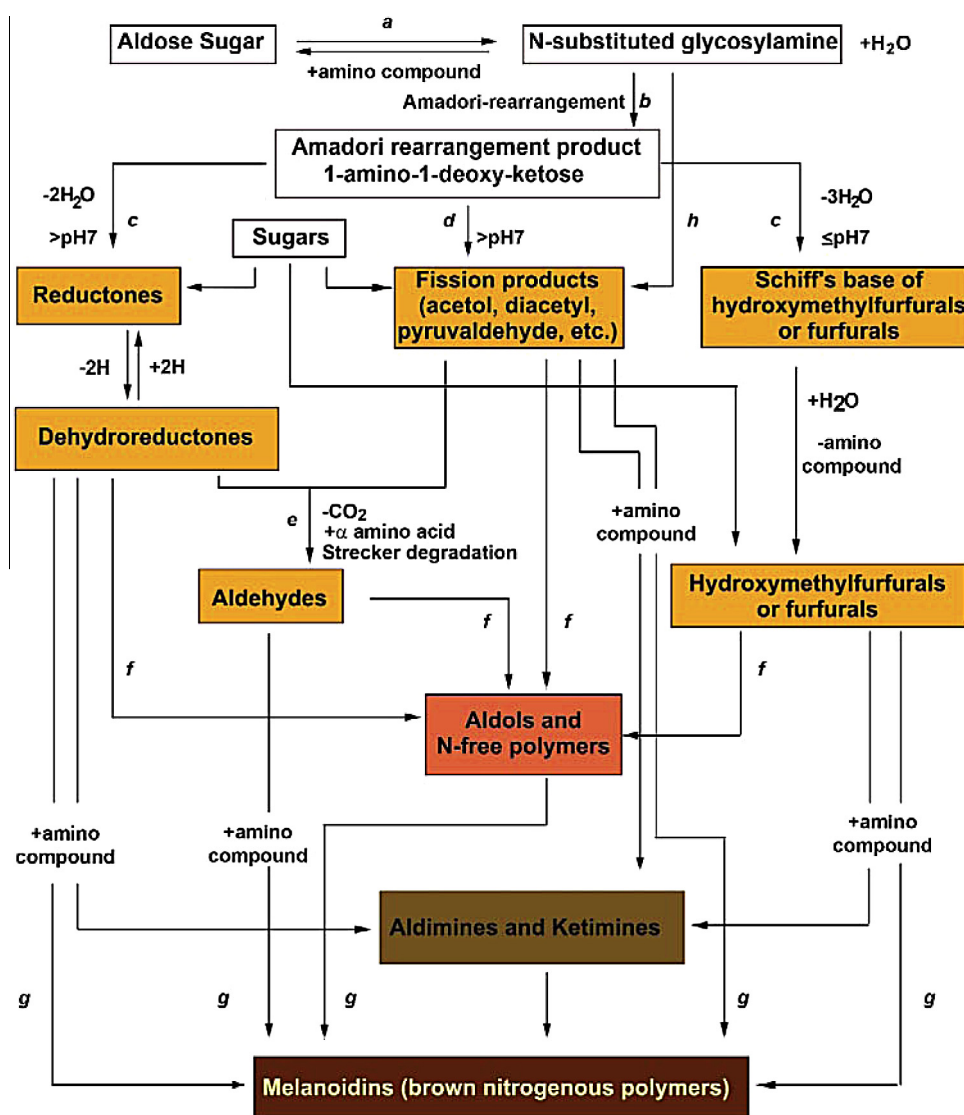 a
Aldose Sugar
N-substituted glycosylamine
+H₂O
+amino compound
Amadori-rearrangement
b
Amadori rearrangement product
1-amino-1-deoxy-ketose
-2H₂O
c
>pH7
d
>pH7
h
c
-3H₂O
≤pH7
Sugars
Reductones
Fission products
(acetol, diacetyl,
pyruvaldehyde, etc.)
Schiff's base of
hydroxymethylfurfurals
or furfurals
-2H
+2H
+H2O
-amino
compound
Dehydroreductones
e
-CO₂
+α amino acid
Strecker degradation
+amino
compound
Aldehydes
Hydroxymethylfurfurals
or furfurals
f
f
f
f
Aldols and
N-free polymers
+amino
compound
+amino
compound
+amino
compound
Aldimines and Ketimines
g
g
g
g
g
Melanoidins (brown nitrogenous polymers)